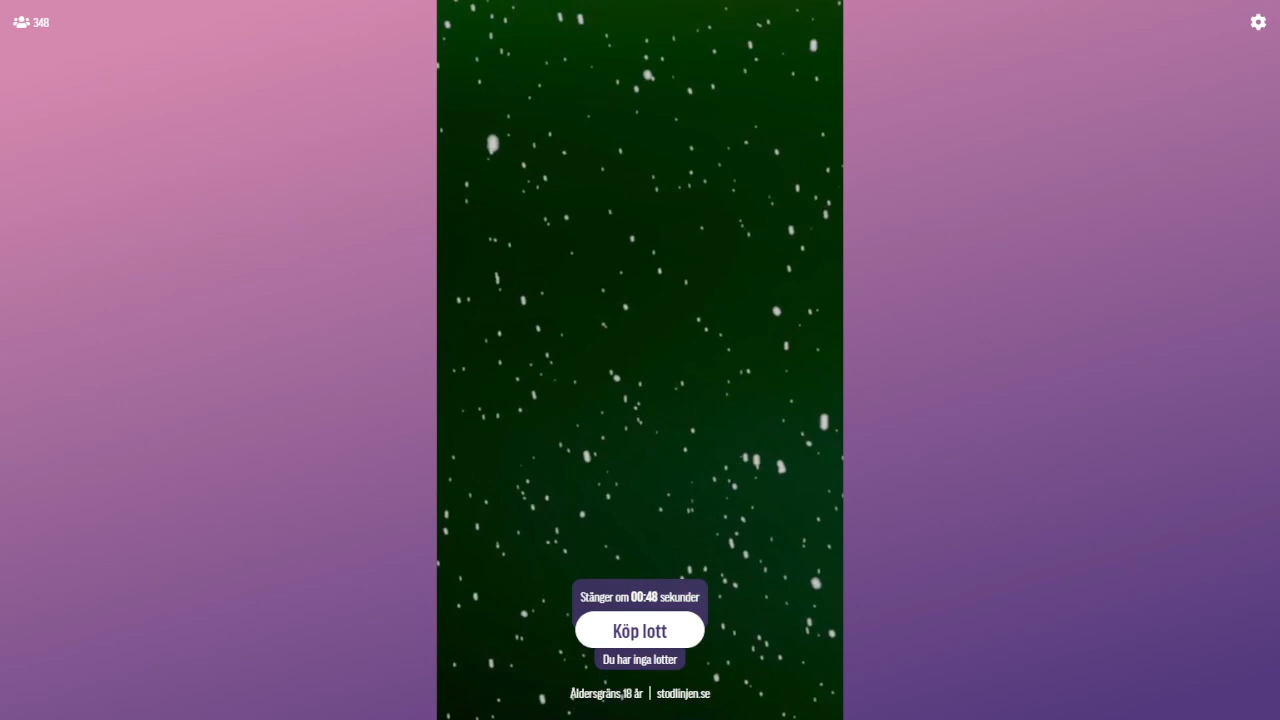 348
Stänger om 00:48 sekunder
Köp lott
Du har inga lotter
Åldersgräns 18 år | stodlinjen.se